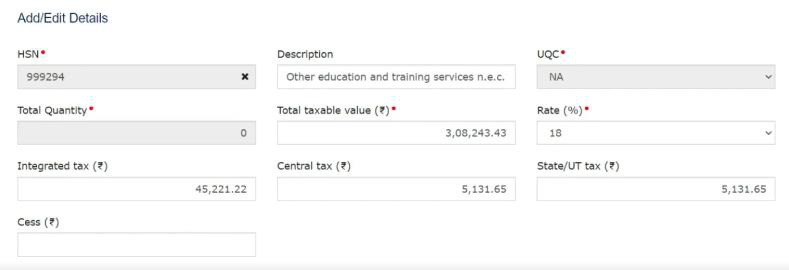 Add/Edit Details
HSN• Description UQC•
999294 ✖ Other education and training services n.e.c. NA
Total Quantity• Total taxable value (₹)• Rate (%)•
0 3,08,243.43 18
Integrated tax (₹) Central tax (₹) State/UT tax (₹)
45,221.22 5,131.65 5,131.65
Cess (₹)